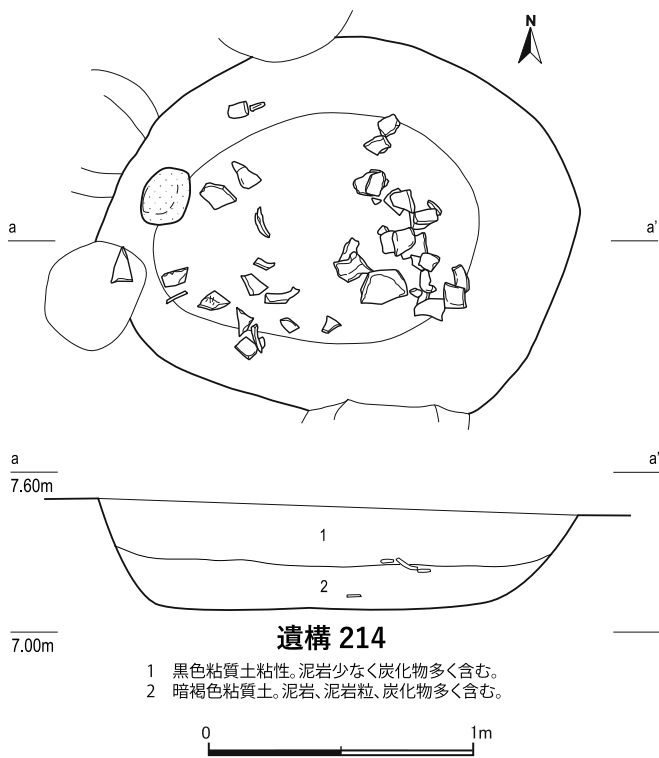 N
a a'
a a'
7.60m
1
2
7.00m
遺構 214
1 黒色粘質土粘性。泥岩少なく炭化物多く含む。
2 暗褐色粘質土。泥岩、泥岩粒、炭化物多く含む。
0 1m